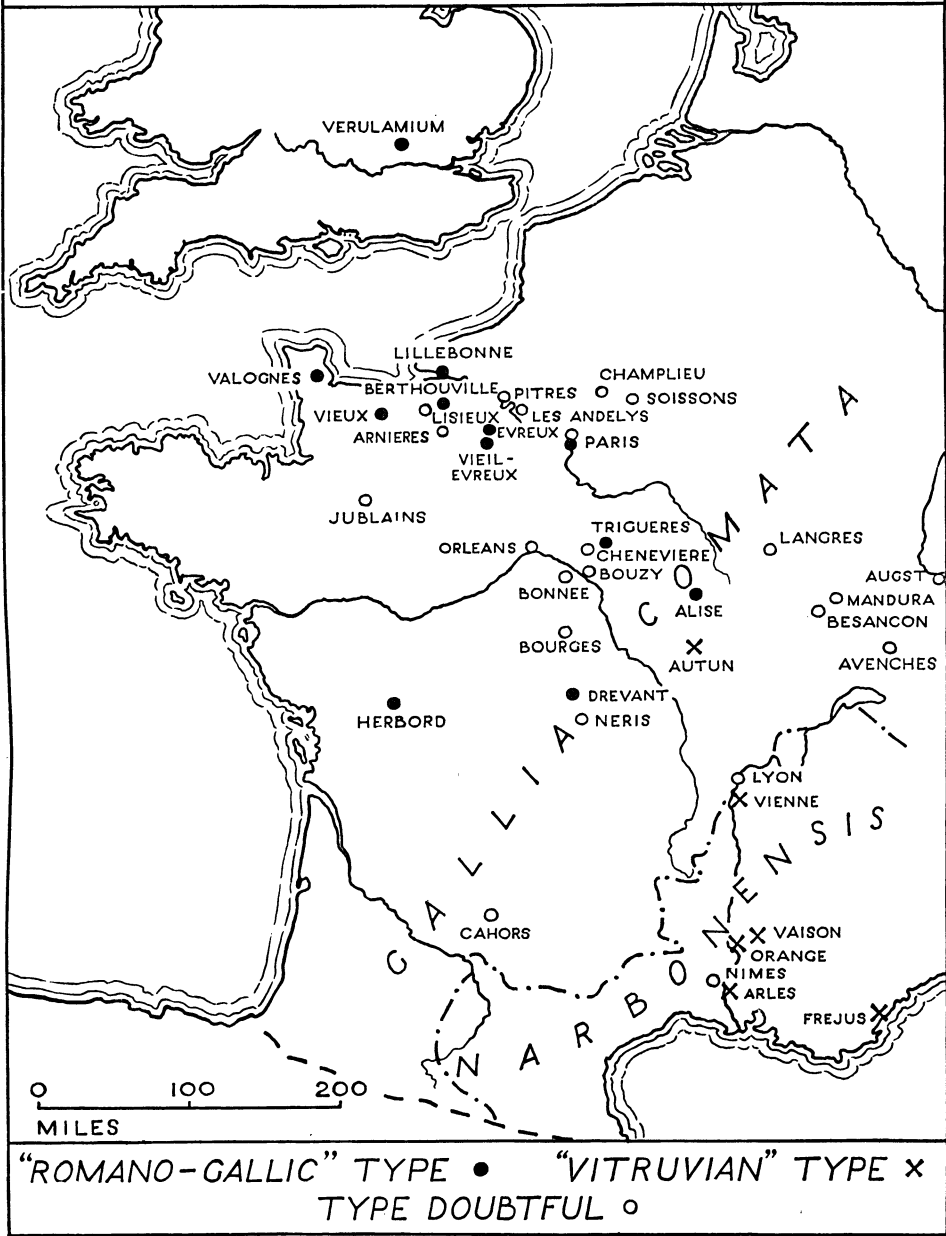 VERULAMIUM
LILLEBONNE
VALOGNES
BERTHOUVILLE
PITRES
CHAMPLIEU
SOISSONS
VIEUX
LISIEUX
LES ANDELYS
ARNIERES
EVREUX
PARIS
VIEIL-
EVREUX
JUBLAINS
TRIGUERES
ORLEANS
CHENEVIERE
LANGRES
BOUZY
BONNEE
AUGST
MANDURA
ALISE
BESANCON
BOURGES
AUTUN
AVENCHES
DREVANT
HERBORD
NERIS
CALLIA COMATA
LYON
VIENNE
CAHORS
VAISON
ORANGE
NIMES
ARLES
FREJUS
NARBONENSIS
0 100 200
MILES
"ROMANO-GALLIC" TYPE ● "VITRUVIAN" TYPE ×
TYPE DOUBTFUL ○